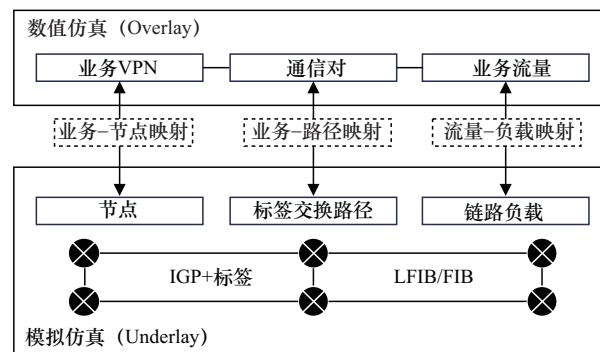 数值仿真（Overlay）
业务VPN
通信对
业务流量
业务–节点映射
业务–路径映射
流量–负载映射
节点
标签交换路径
链路负载
IGP+标签
LFIB/FIB
模拟仿真（Underlay）